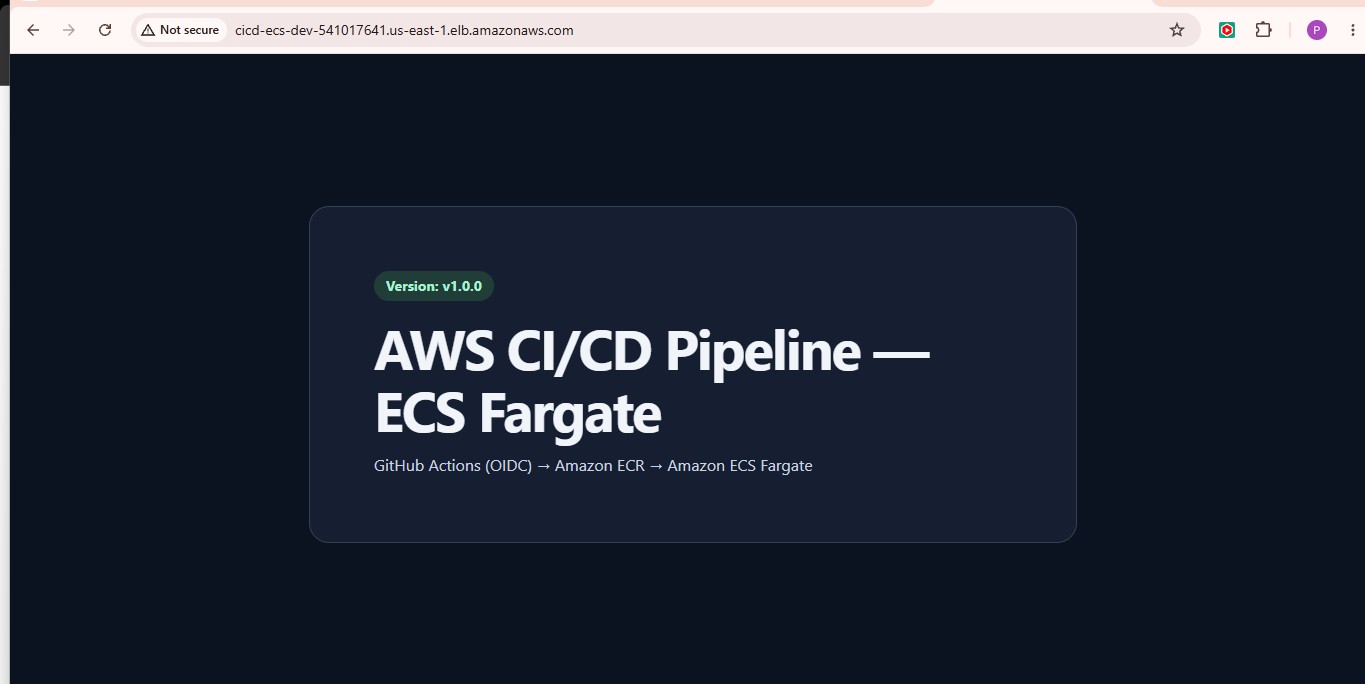 Not secure
cicd-ecs-dev-541017641.us-east-1.elb.amazonaws.com
P
Version: v1.0.0
AWS CI/CD Pipeline —
ECS Fargate
GitHub Actions (OIDC) → Amazon ECR → Amazon ECS Fargate